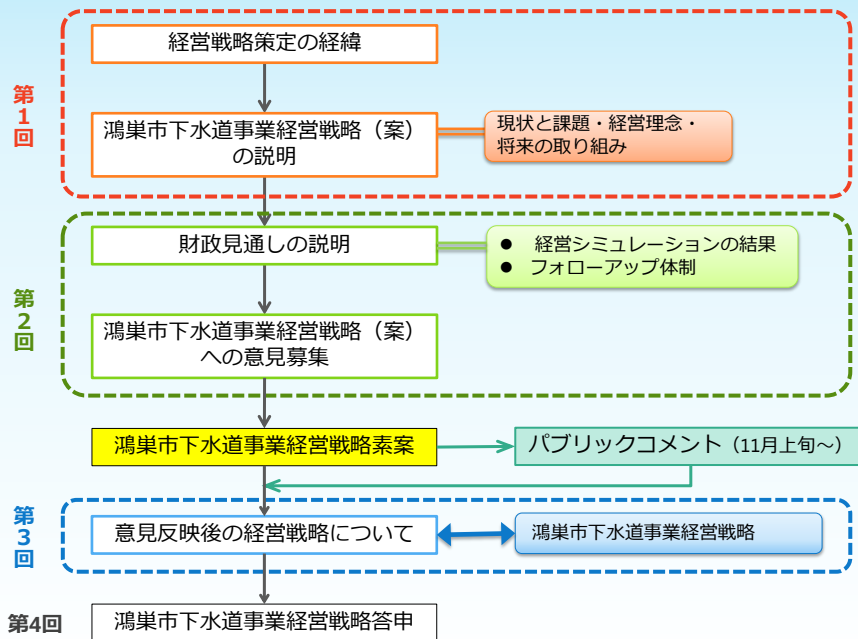 第1回
経営戦略策定の経緯
鴻巣市下水道事業経営戦略（案）
の説明
現状と課題・経営理念・
将来の取り組み
第2回
財政見通しの説明
● 経営シミュレーションの結果
● フォローアップ体制
鴻巣市下水道事業経営戦略（案）
への意見募集
鴻巣市下水道事業経営戦略素案
パブリックコメント（11月上旬～）
第3回
意見反映後の経営戦略について
鴻巣市下水道事業経営戦略
第4回
鴻巣市下水道事業経営戦略答申